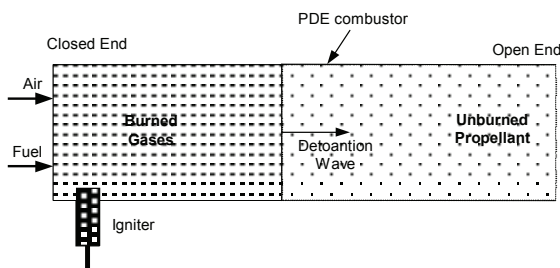 PDE combustor
Closed End
Open End
Air
Burned
Gases
Unburned
Propellant
Detoantion
Wave
Fuel
Igniter